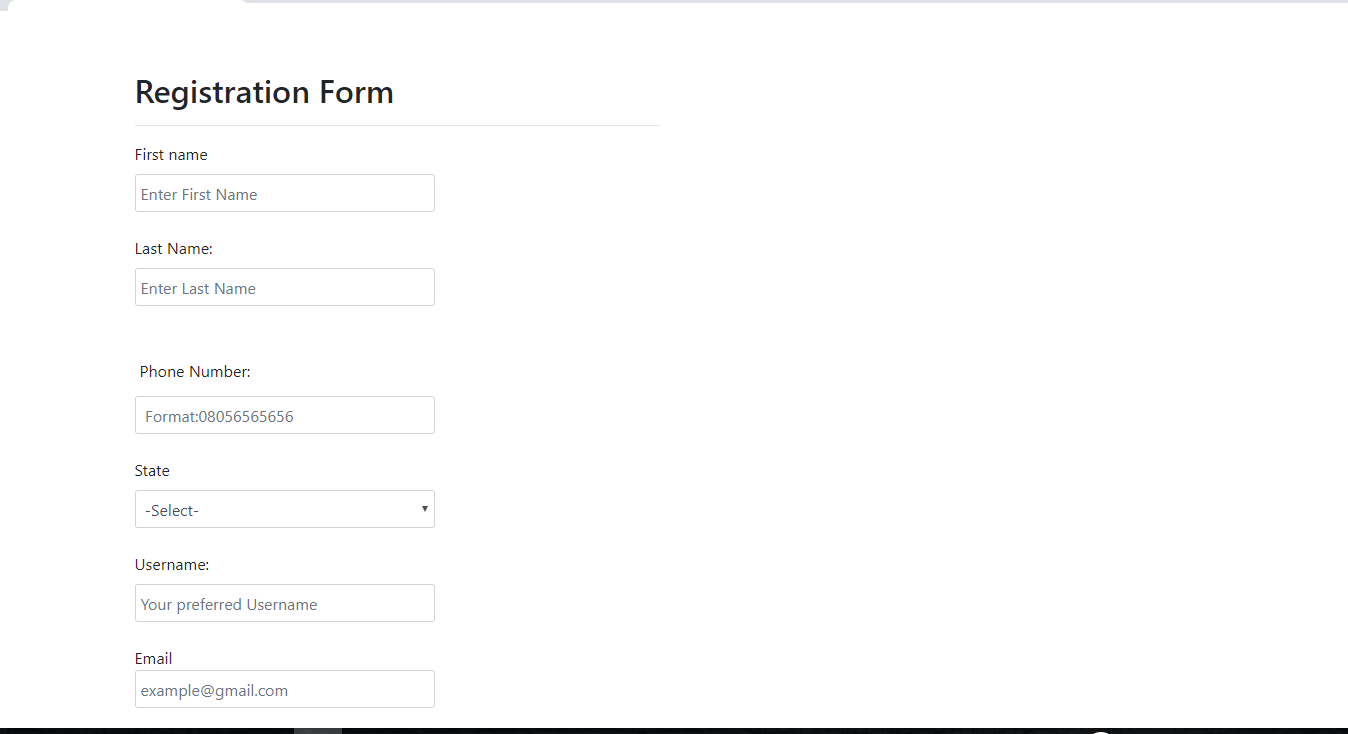 Registration Form
First name
Enter First Name
Last Name:
Enter Last Name
Phone Number:
Format:08056565656
State
-Select-
Username:
Your preferred Username
Email
example@gmail.com